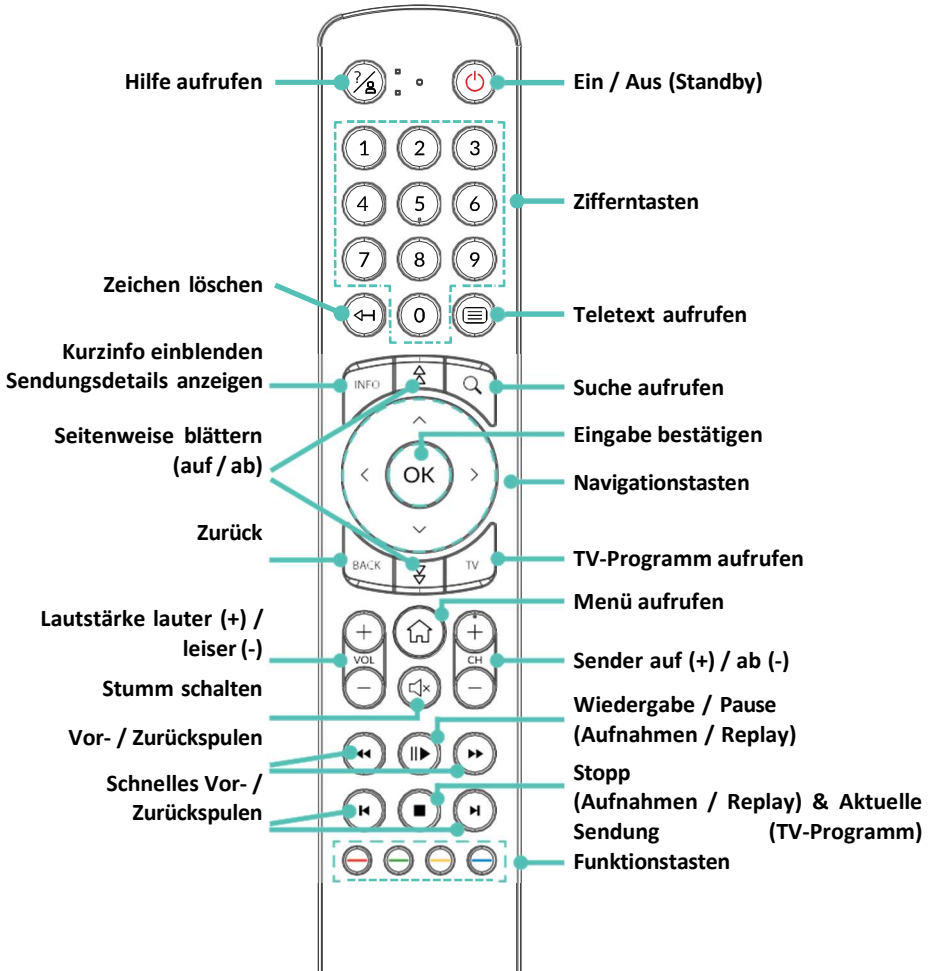 Hilfe aufrufen
?
Ein / Aus (Standby)
1 2 3
4 5 6
Zifferntasten
7 8 9
Zeichen löschen
0
Teletext aufrufen
Kurzinfo einblenden
Sendungsdetails anzeigen
INFO
Suche aufrufen
Seitenweise blättern
(auf / ab)
Eingabe bestätigen
OK
Navigationstasten
Zurück
BACK
TV
TV-Programm aufrufen
Menü aufrufen
Lautstärke lauter (+) /
leiser (-)
+ +
VOL CH
− −
Sender auf (+) / ab (-)
Stumm schalten
Wiedergabe / Pause
(Aufnahmen / Replay)
Vor- / Zurückspulen
Schnelles Vor- /
Zurückspulen
Stopp
(Aufnahmen / Replay) & Aktuelle
Sendung (TV-Programm)
Funktionstasten